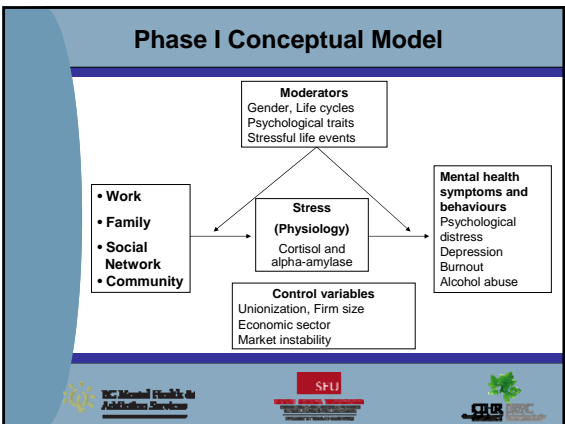 Phase I Conceptual Model
Moderators
Gender, Life cycles
Psychological traits
Stressful life events
• Work
• Family
• Social
Network
• Community
Stress
(Physiology)
Cortisol and
alpha-amylase
Mental health
symptoms and
behaviours
Psychological
distress
Depression
Burnout
Alcohol abuse
Control variables
Unionization, Firm size
Economic sector
Market instability
BC Mental Health &
Addiction Services
SFU
CIHR IRSC